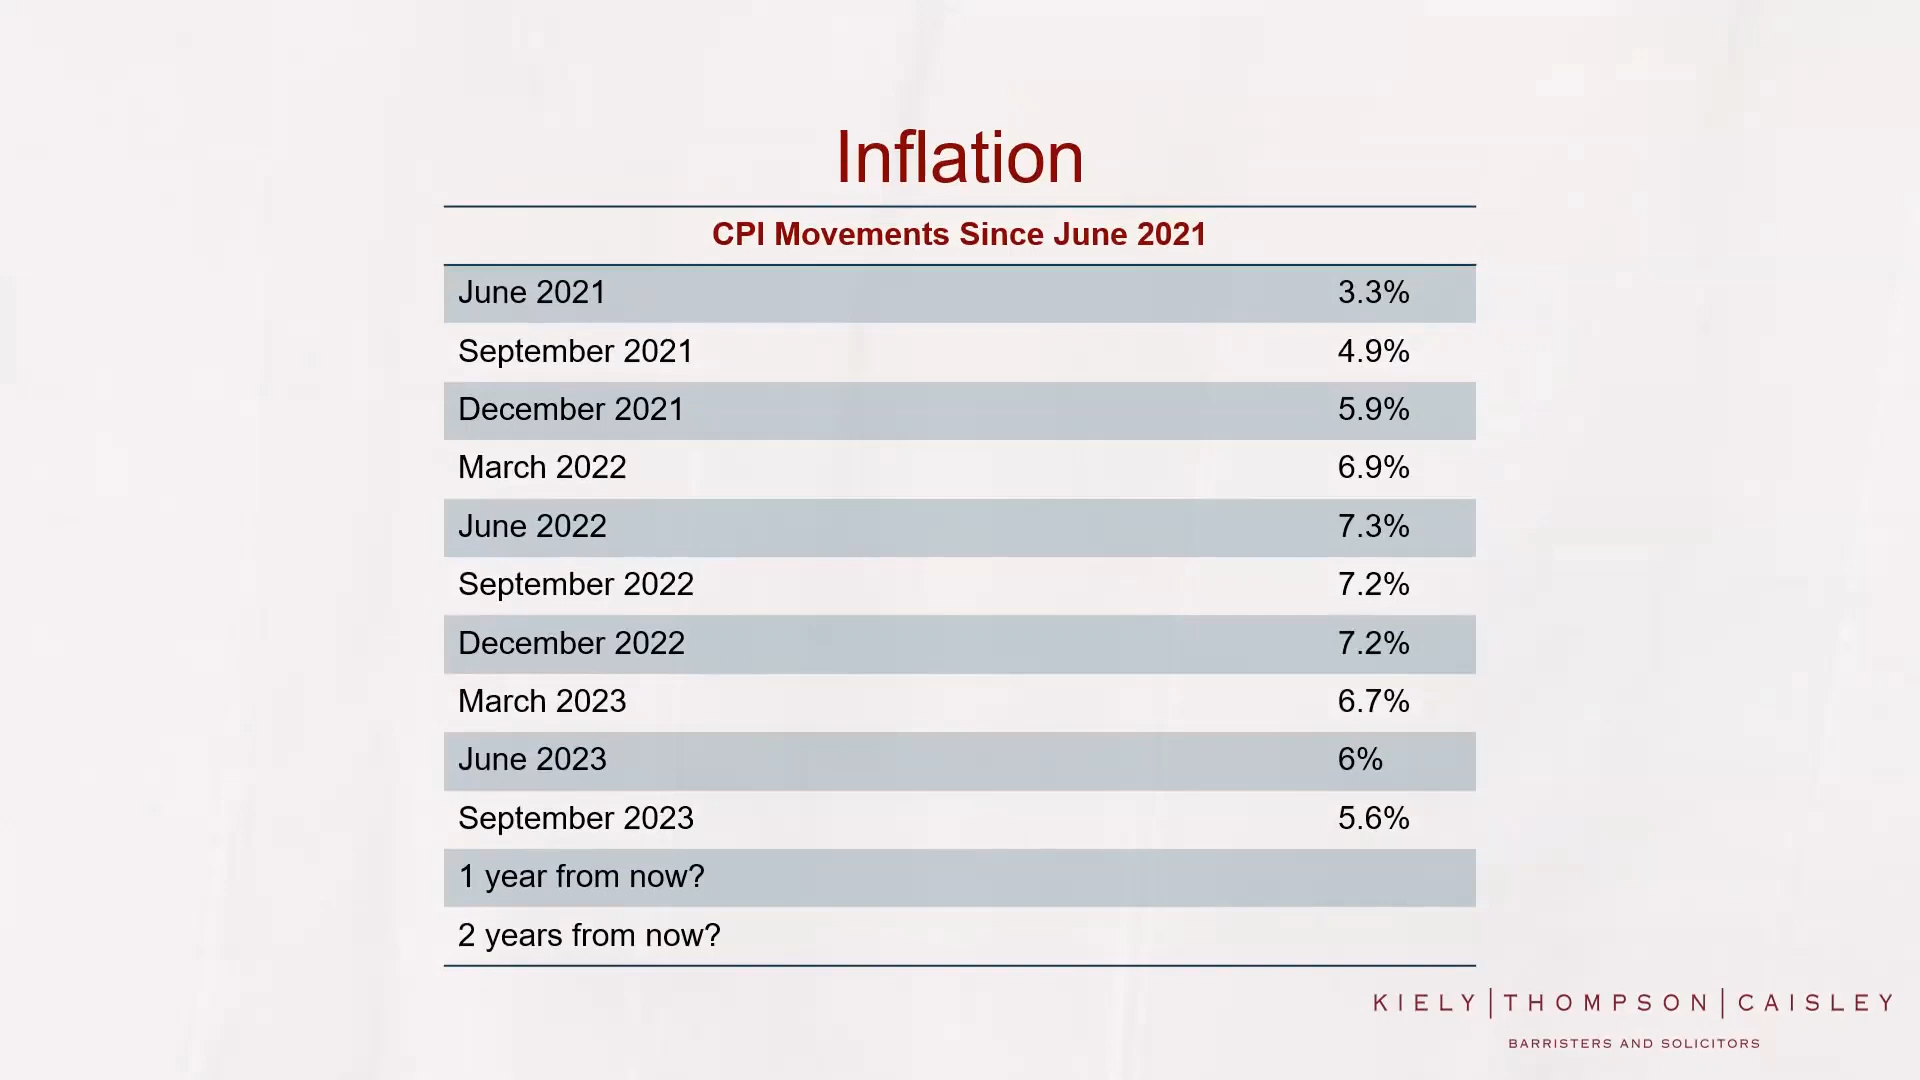 Inflation
CPI Movements Since June 2021
June 2021 3.3%
September 2021 4.9%
December 2021 5.9%
March 2022 6.9%
June 2022 7.3%
September 2022 7.2%
December 2022 7.2%
March 2023 6.7%
June 2023 6%
September 2023 5.6%
1 year from now?
2 years from now?
KIELY|THOMPSON|CAISLEY
BARRISTERS AND SOLICITORS